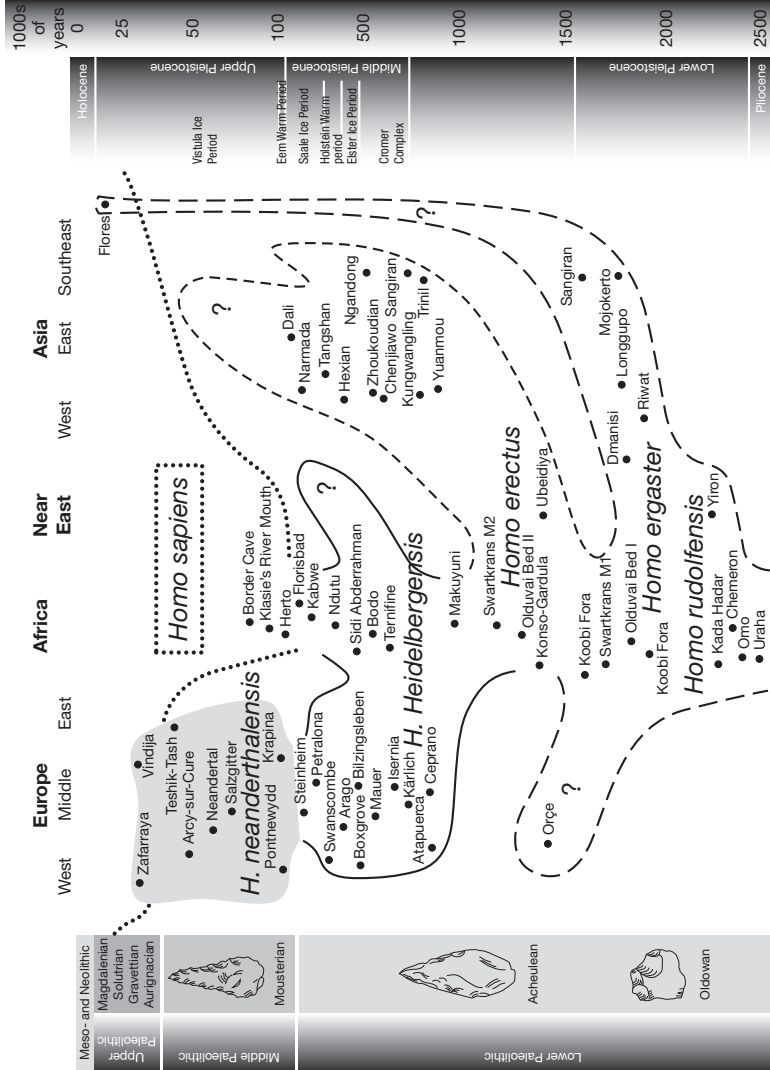 1000s
of
years
0
25
100
500
1000
1500
2000
2500
Holocene
Upper Pleistocene
Middle Pleistocene
Lower Pleistocene
Pliocene
Vistula Ice
Period
Eem Warm Period
Saale Ice Period
Holstein Warm
period
Elster Ice Period
Cromer
Complex
Europe
West
Middle
East
Africa
Near
East
Asia
West
East
Southeast
Homo sapiens
Flores
?
Zafarraya
Vindija
Teshik-Tash
Arcy-sur-Cure
Neandertal
Salzgitter
H. neanderthalensis
Pontnewydd
Krapina
Steinheim
Petralona
Swanscombe
Arago
Bilzingsleben
Boxgrove
Mauer
Isernia
Kärlich
Atapuerca
Ceprano
H. Heidelbergensis
Orçe
?
Border Cave
Klasie's River Mouth
Herto
Florisbad
Kabwe
?
Ndutu
Sidi Abderrahman
Bodo
Ternifine
Makuyuni
Swartkrans M2
Homo erectus
Olduvai Bed II
Ubeidiya
Konso-Gardula
Koobi Fora
Swartkrans M1
Olduvai Bed I
Homo ergaster
Koobi Fora
Homo rudolfensis
Yiron
Kada Hadar
Chemeron
Omo
Uraha
?
Dali
Narmada
Tangshan
Hexian
Ngandong
Zhoukoudian
Chenjiawo
Sangiran
Kungwangling
Trinil
Yuanmou
Sangiran
Mojokerto
Dmanisi
Longgupo
Riwat
Meso- and Neolithic
Magdalenian
Solutrian
Gravettian
Aurignacian
Mousterian
Acheulean
Oldowan
Upper
Paleolithic
Middle Paleolithic
Lower Paleolithic